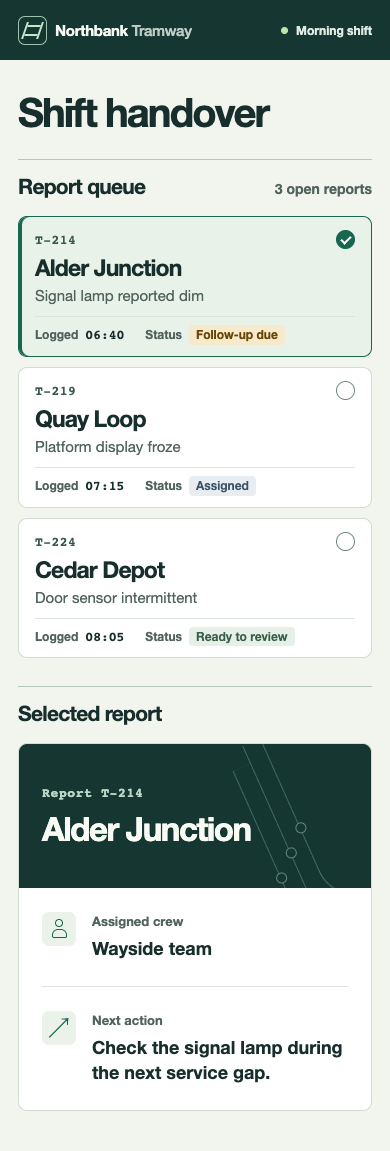 Northbank Tramway
Morning shift
Shift handover
Report queue
3 open reports
T-214
Alder Junction
Signal lamp reported dim
Logged 06:40 Status Follow-up due
T-219
Quay Loop
Platform display froze
Logged 07:15 Status Assigned
T-224
Cedar Depot
Door sensor intermittent
Logged 08:05 Status Ready to review
Selected report
Report T-214
Alder Junction
Assigned crew
Wayside team
Next action
Check the signal lamp during
the next service gap.